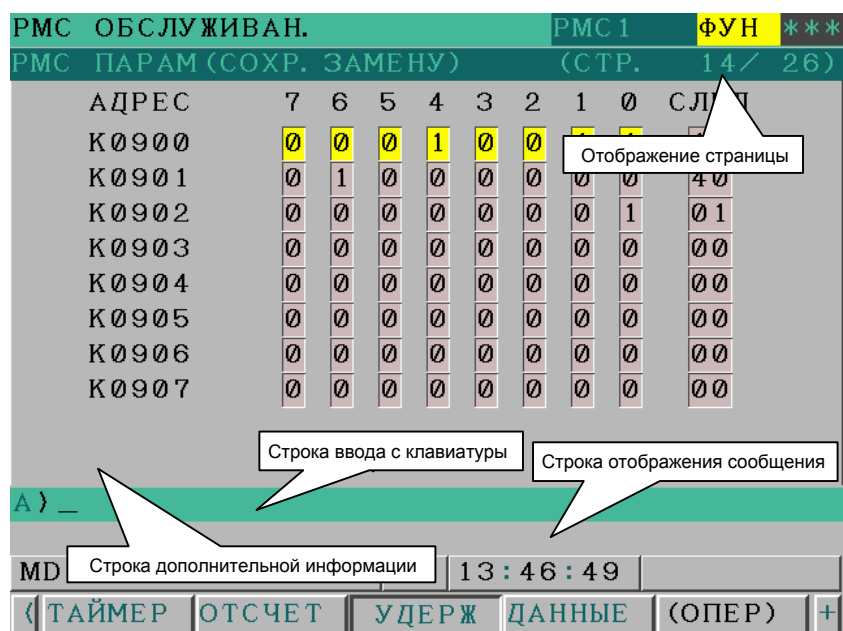 PMC ОБСЛУЖИВАН. PMC1 ФУН ***
PMC ПАРАМ(СОХР. ЗАМЕНУ) (СТР. 14/ 26)
АДРЕС 7 6 5 4 3 2 1 0
K0900 0 0 0 1 0 0
Отображение страницы
K0901 0 1 0 0 0 0 0 0 40
K0902 0 0 0 0 0 0 0 1 01
K0903 0 0 0 0 0 0 0 0 00
K0904 0 0 0 0 0 0 0 0 00
K0905 0 0 0 0 0 0 0 0 00
K0906 0 0 0 0 0 0 0 0 00
K0907 0 0 0 0 0 0 0 0 00
Строка ввода с клавиатуры
Строка отображения сообщения
A)_
Строка дополнительной информации
MD 13:46:49
( ТАЙМЕР ОТСЧЕТ УДЕРЖ ДАННЫЕ (ОПЕР) +